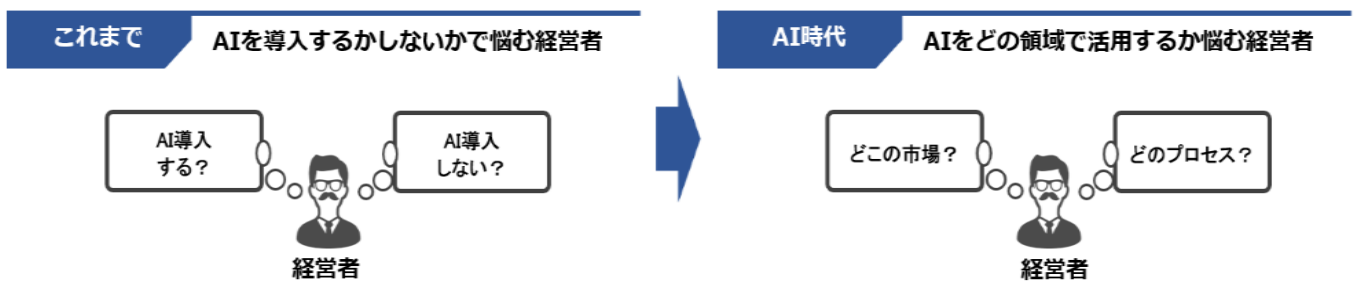 これまで
AIを導入するかしないかで悩む経営者
AI導入
する？
AI導入
しない？
経営者
AI時代
AIをどの領域で活用するか悩む経営者
どこの市場？
どのプロセス？
経営者